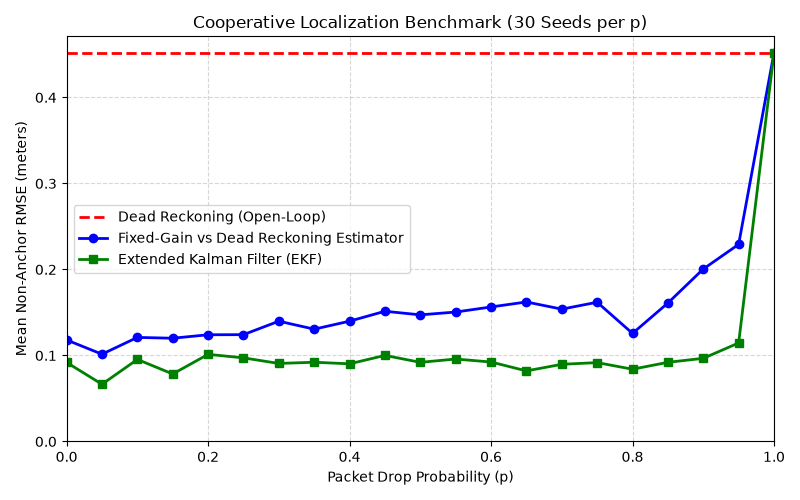 Cooperative Localization Benchmark (30 Seeds per p)
Mean Non-Anchor RMSE (meters)
0.4
0.3
0.2
0.1
0.0
Dead Reckoning (Open-Loop)
Fixed-Gain vs Dead Reckoning Estimator
Extended Kalman Filter (EKF)
0.0 0.2 0.4 0.6 0.8 1.0
Packet Drop Probability (p)